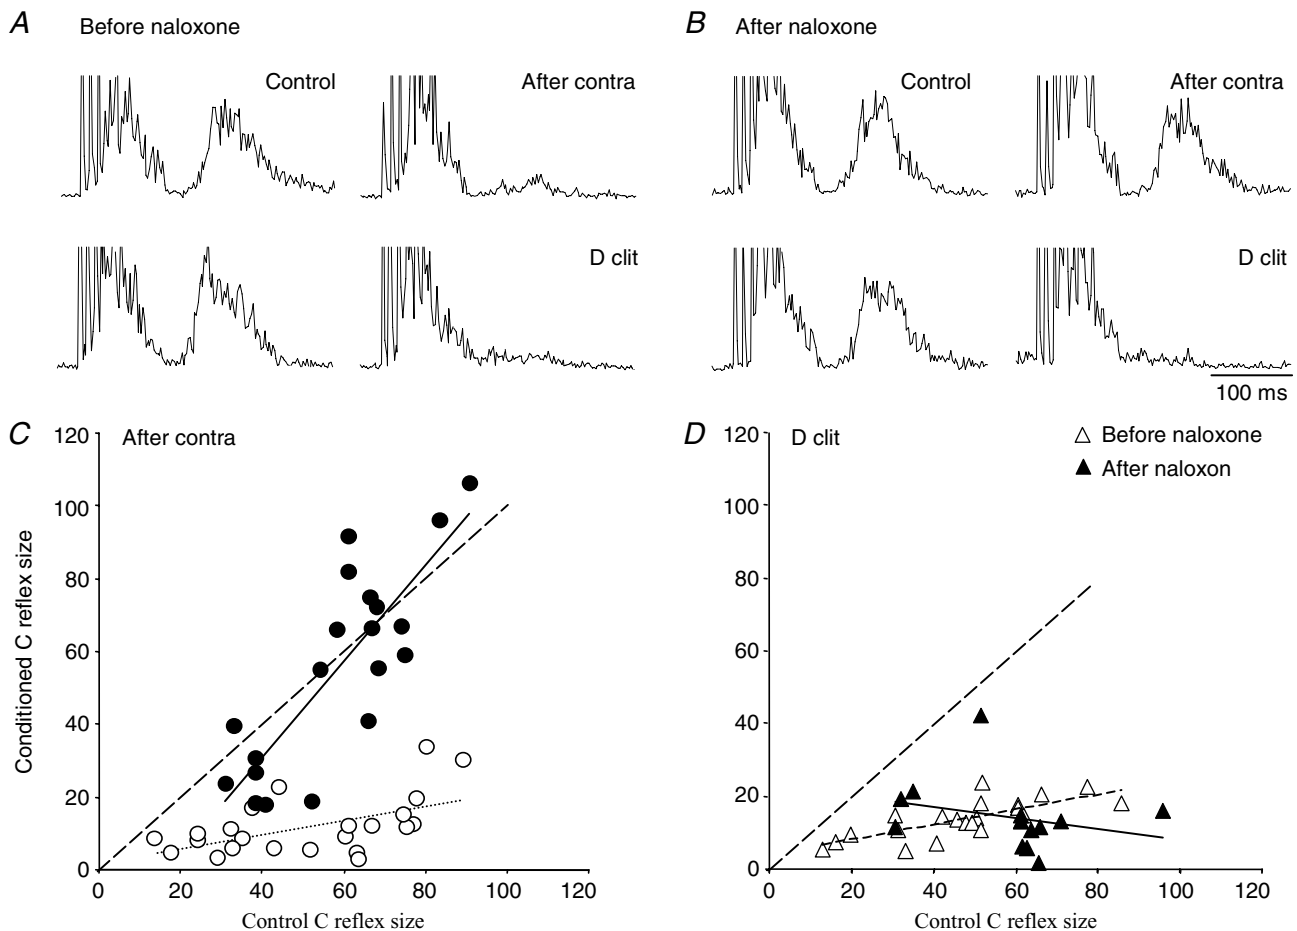 A Before naloxone
B After naloxone
Control
After contra
Control
After contra
D clit
D clit
100 ms
C
After contra
Conditioned C reflex size
120
100
80
60
40
20
0
0 20 40 60 80 100 120
Control C reflex size
D
D clit
△ Before naloxone
▲ After naloxon
120
100
80
60
40
20
0
0 20 40 60 80 100 120
Control C reflex size